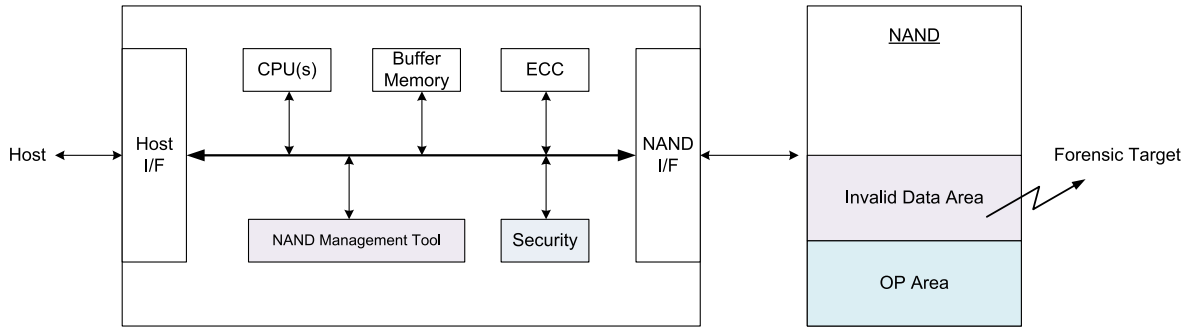 CPU(s)
Buffer
Memory
ECC
NAND
Host
Host
I/F
NAND
I/F
Forensic Target
Invalid Data Area
NAND Management Tool
Security
OP Area